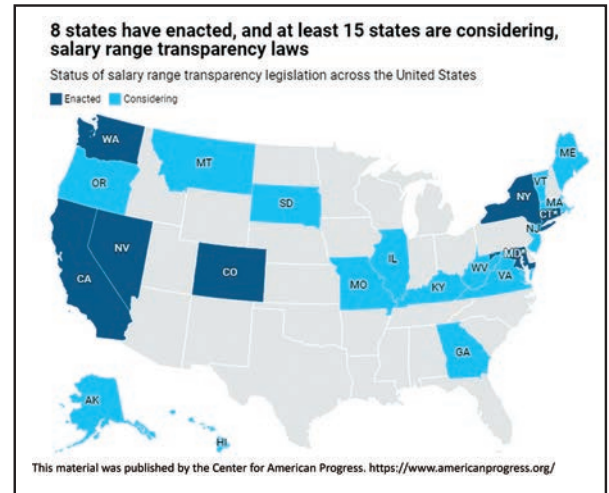 8 states have enacted, and at least 15 states are considering,
salary range transparency laws
Status of salary range transparency legislation across the United States
Enacted Considering
WA
MT
ME
OR
VT
NY
MA
SD
CT*
NJ
NV
IL
MD*
CO
WV
CA
MO
KY
VA
GA
AK
HI
This material was published by the Center for American Progress. https://www.americanprogress.org/